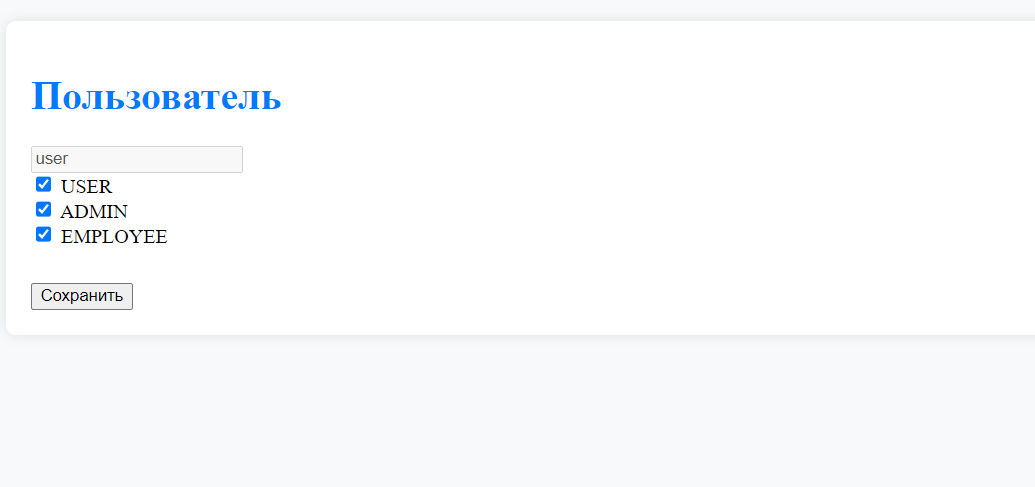 Пользователь
user
USER
ADMIN
EMPLOYEE
Сохранить